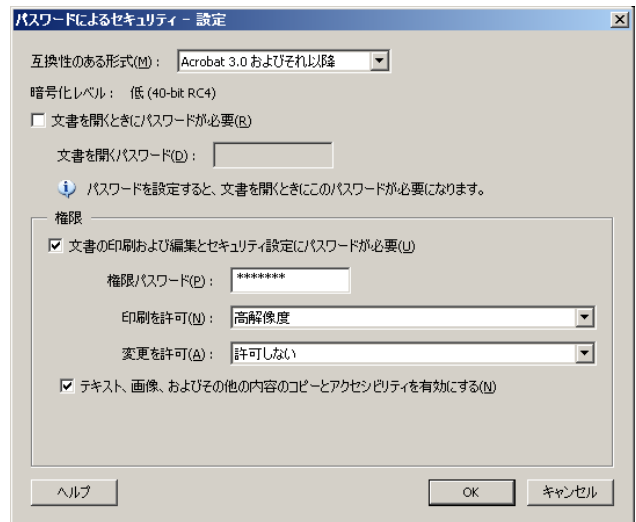 パスワードによるセキュリティ - 設定
互換性のある形式(M)： Acrobat 3.0 およびそれ以降
暗号化レベル： 低 (40-bit RC4)
文書を開くときにパスワードが必要(R)
文書を開くパスワード(D)：
パスワードを設定すると、文書を開くときにこのパスワードが必要になります。
権限
文書の印刷および編集とセキュリティ設定にパスワードが必要(U)
権限パスワード(P)： *******
印刷を許可(N)： 高解像度
変更を許可(A)： 許可しない
テキスト、画像、およびその他の内容のコピーとアクセシビリティを有効にする(N)
ヘルプ OK キャンセル